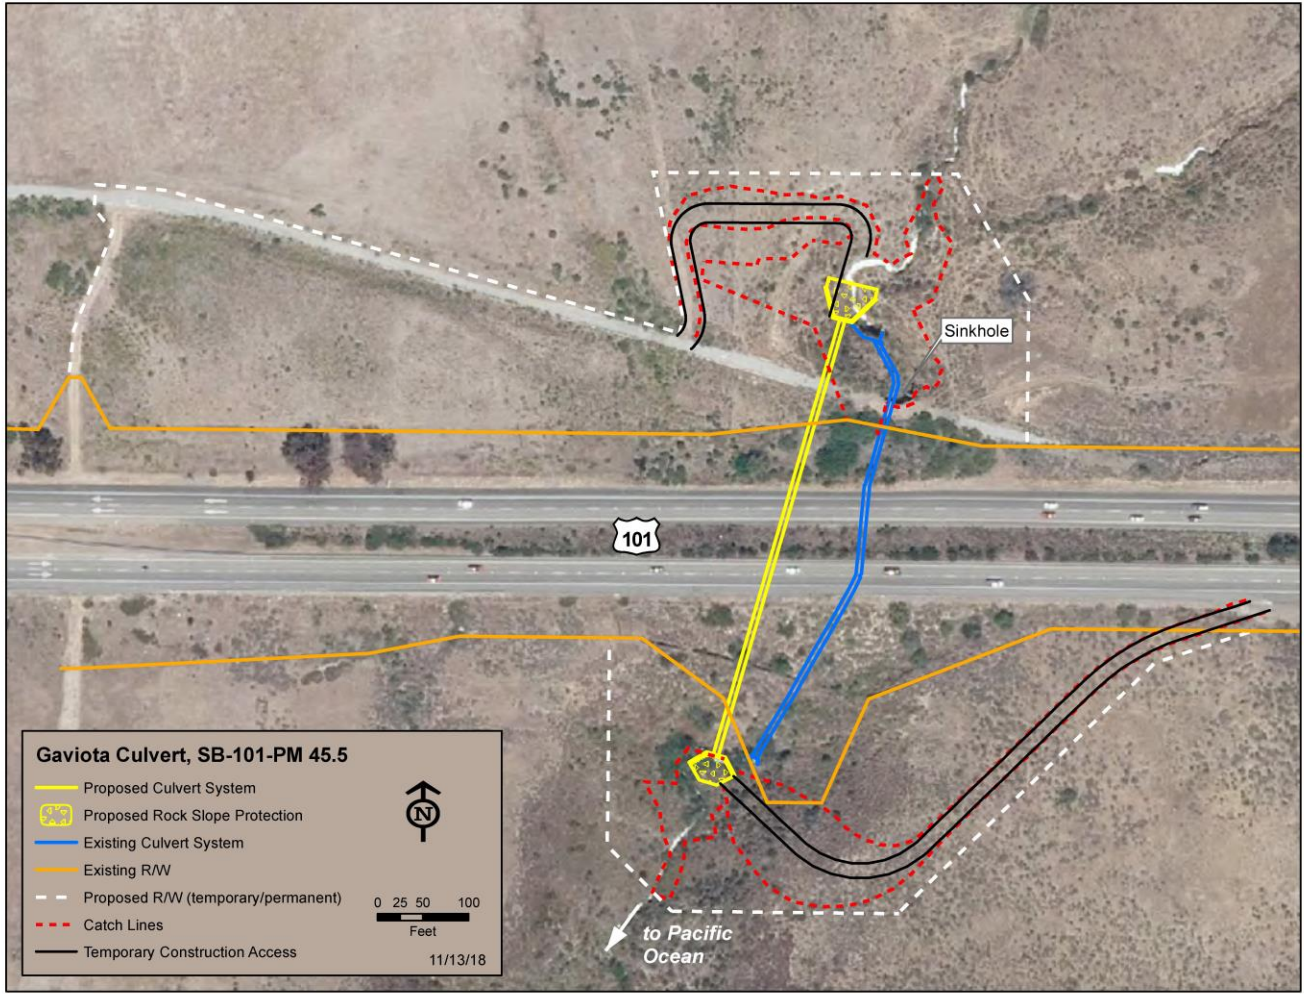 Sinkhole
101
to Pacific
Ocean
Gaviota Culvert, SB-101-PM 45.5
Proposed Culvert System
Proposed Rock Slope Protection
Existing Culvert System
Existing R/W
Proposed R/W (temporary/permanent)
Catch Lines
Temporary Construction Access
N
0 25 50 100
Feet
11/13/18